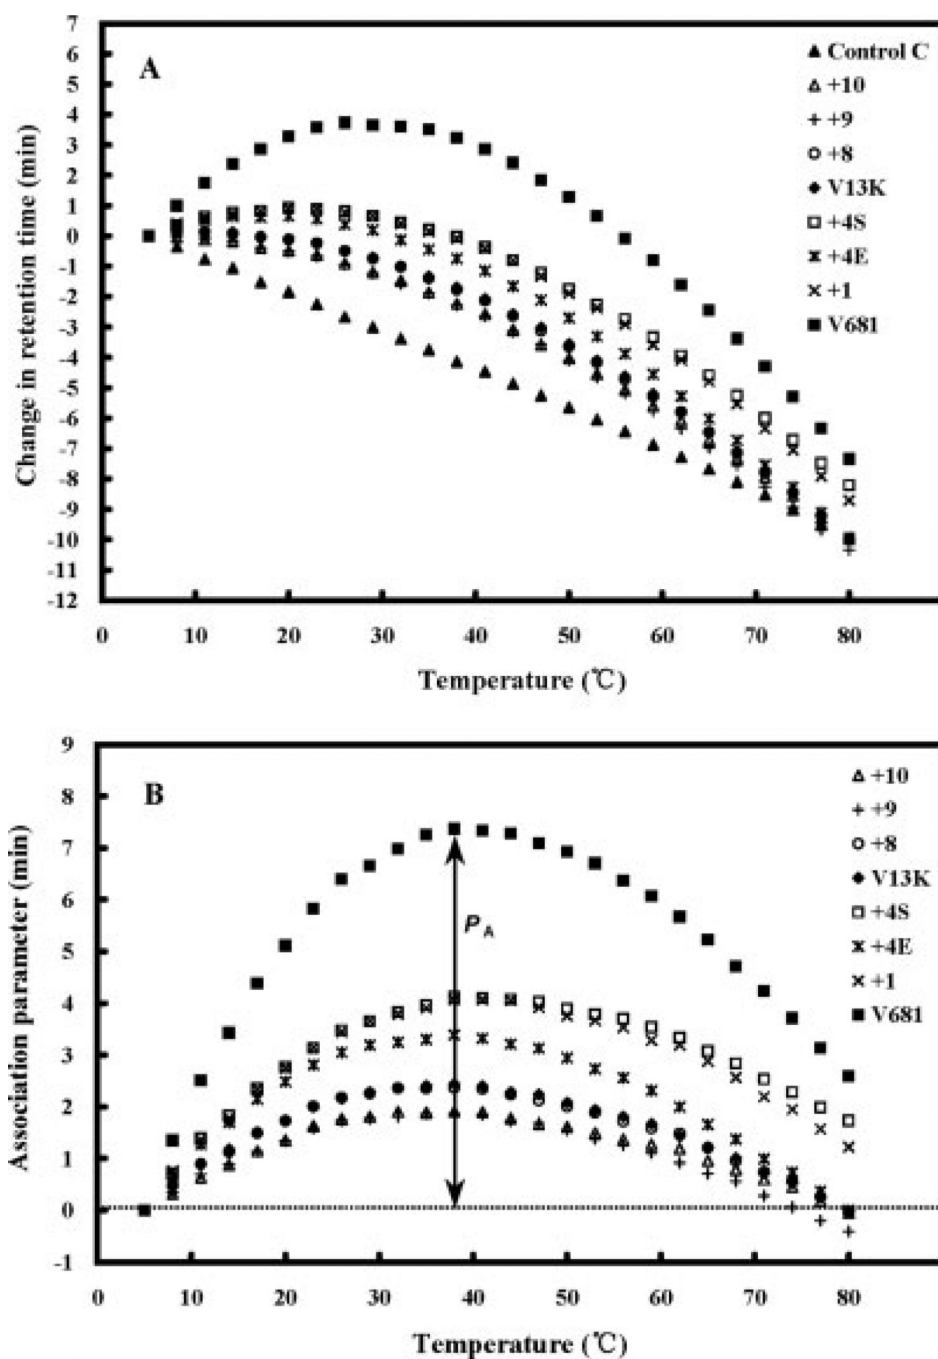 7
6
5
4
3
2
1
0
-1
-2
-3
-4
-5
-6
-7
-8
-9
-10
-11
-12
Change in retention time (min)
A
Control C
+10
+9
+8
V13K
+4S
+4E
+1
V681
0 10 20 30 40 50 60 70 80
Temperature (℃)
9
8
7
6
5
4
3
2
1
0
-1
Association parameter (min)
B
PA
+10
+9
+8
V13K
+4S
+4E
+1
V681
0 10 20 30 40 50 60 70 80
Temperature (℃)